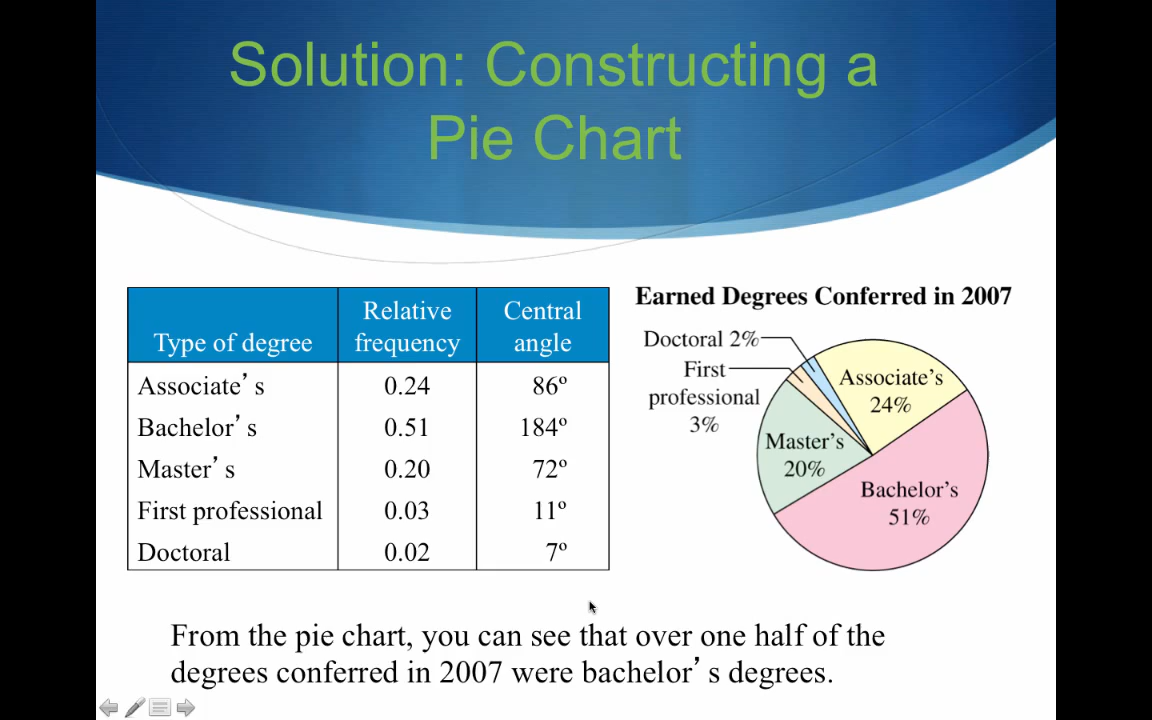 Solution: Constructing a
Pie Chart
Type of degree
Relative
frequency
Central
angle
Associate’s 0.24 86º
Bachelor’s 0.51 184º
Master’s 0.20 72º
First professional 0.03 11º
Doctoral 0.02 7º
Earned Degrees Conferred in 2007
Doctoral 2%
First
professional
3%
Associate’s
24%
Master’s
20%
Bachelor’s
51%
From the pie chart, you can see that over one half of the
degrees conferred in 2007 were bachelor’s degrees.